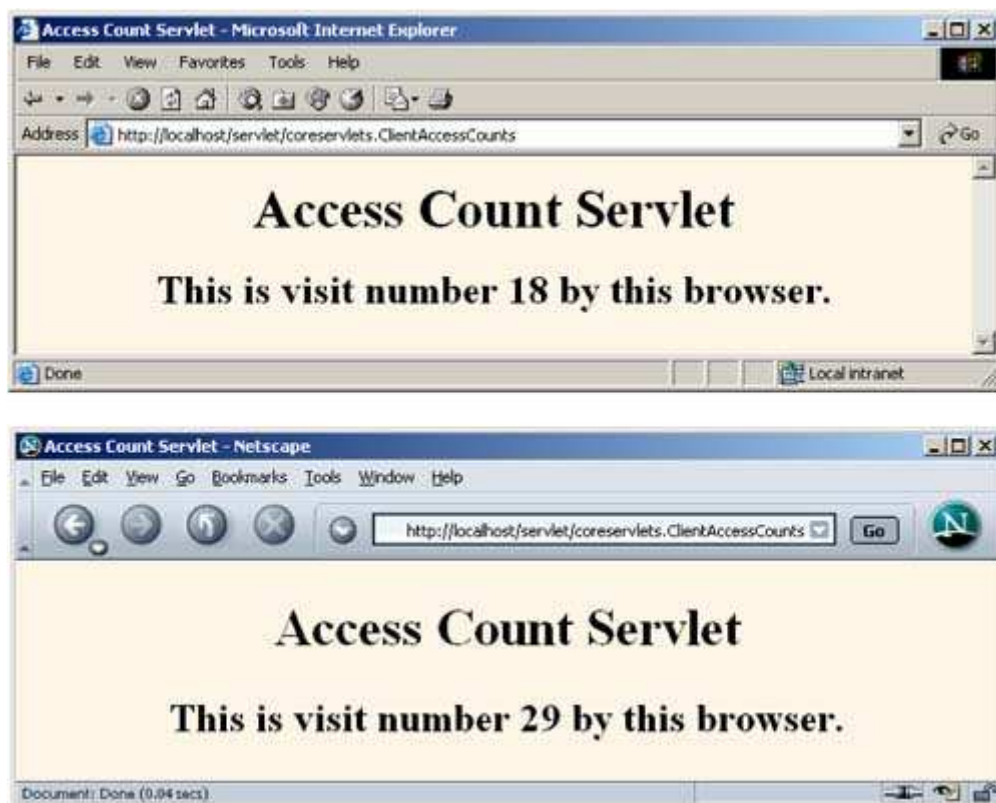 Access Count Servlet - Microsoft Internet Explorer
File Edit View Favorites Tools Help
Address http://localhost/servlet/coreservlets.ClientAccessCounts Go
Access Count Servlet
This is visit number 18 by this browser.
Done Local intranet
Access Count Servlet - Netscape
File Edit View Go Bookmarks Tools Window Help
http://localhost/servlet/coreservlets.ClientAccessCounts Go
N
Access Count Servlet
This is visit number 29 by this browser.
Document: Done (0.04 secs)